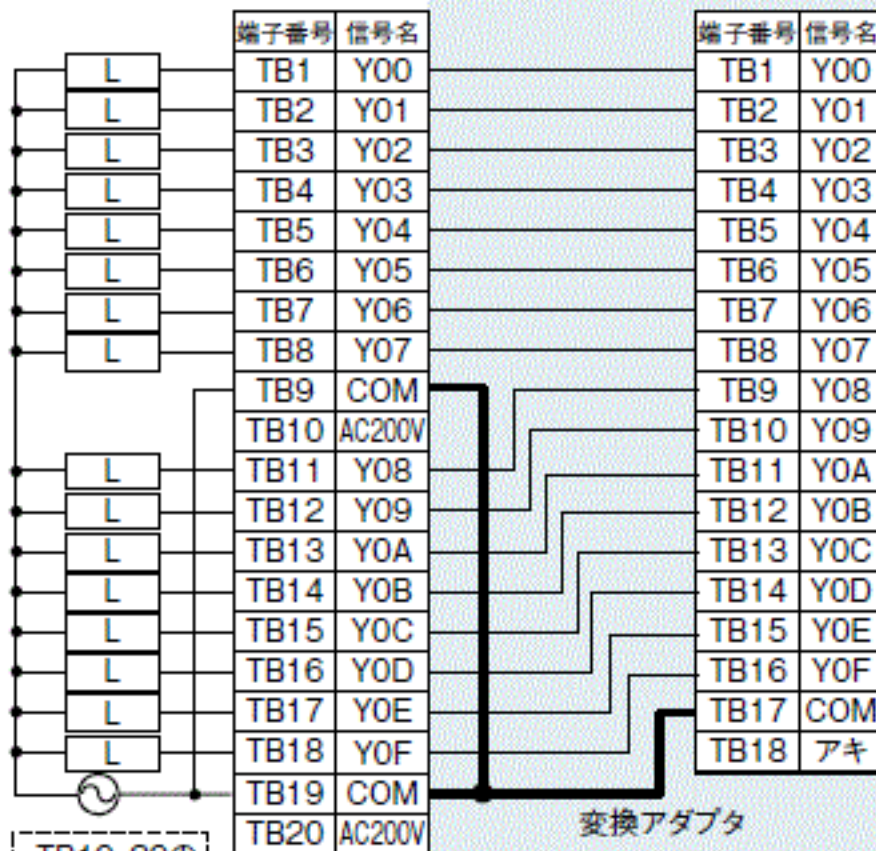 端子番号 信号名 端子番号 信号名
L TB1 Y00 TB1 Y00
L TB2 Y01 TB2 Y01
L TB3 Y02 TB3 Y02
L TB4 Y03 TB4 Y03
L TB5 Y04 TB5 Y04
L TB6 Y05 TB6 Y05
L TB7 Y06 TB7 Y06
L TB8 Y07 TB8 Y07
TB9 COM TB9 Y08
TB10 AC200V TB10 Y09
L TB11 Y08 TB11 Y0A
L TB12 Y09 TB12 Y0B
L TB13 Y0A TB13 Y0C
L TB14 Y0B TB14 Y0D
L TB15 Y0C TB15 Y0E
L TB16 Y0D TB16 Y0F
L TB17 Y0E TB17 COM
L TB18 Y0F TB18 アキ
TB19 COM
TB20 AC200V
変換アダプタ